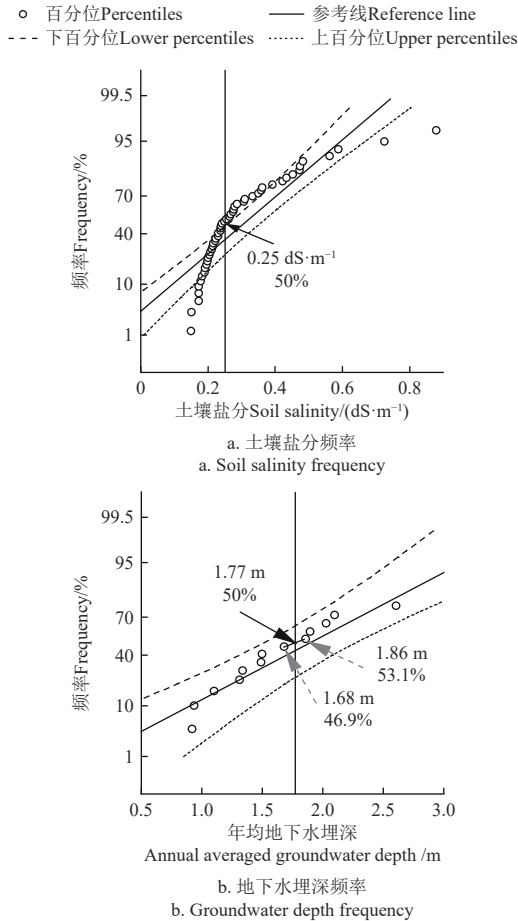 百分位Percentiles
参考线Reference line
下百分位Lower percentiles
上百分位Upper percentiles
99.5
95
70
40
10
1
频率Frequency/%
0.25 dS·m⁻¹
50%
0 0.2 0.4 0.6 0.8
土壤盐分Soil salinity/(dS·m⁻¹)
a. 土壤盐分频率
a. Soil salinity frequency
99.5
95
70
40
10
1
频率Frequency/%
1.77 m
50%
1.86 m
53.1%
1.68 m
46.9%
0.5 1.0 1.5 2.0 2.5 3.0
年均地下水埋深
Annual averaged groundwater depth /m
b. 地下水埋深频率
b. Groundwater depth frequency